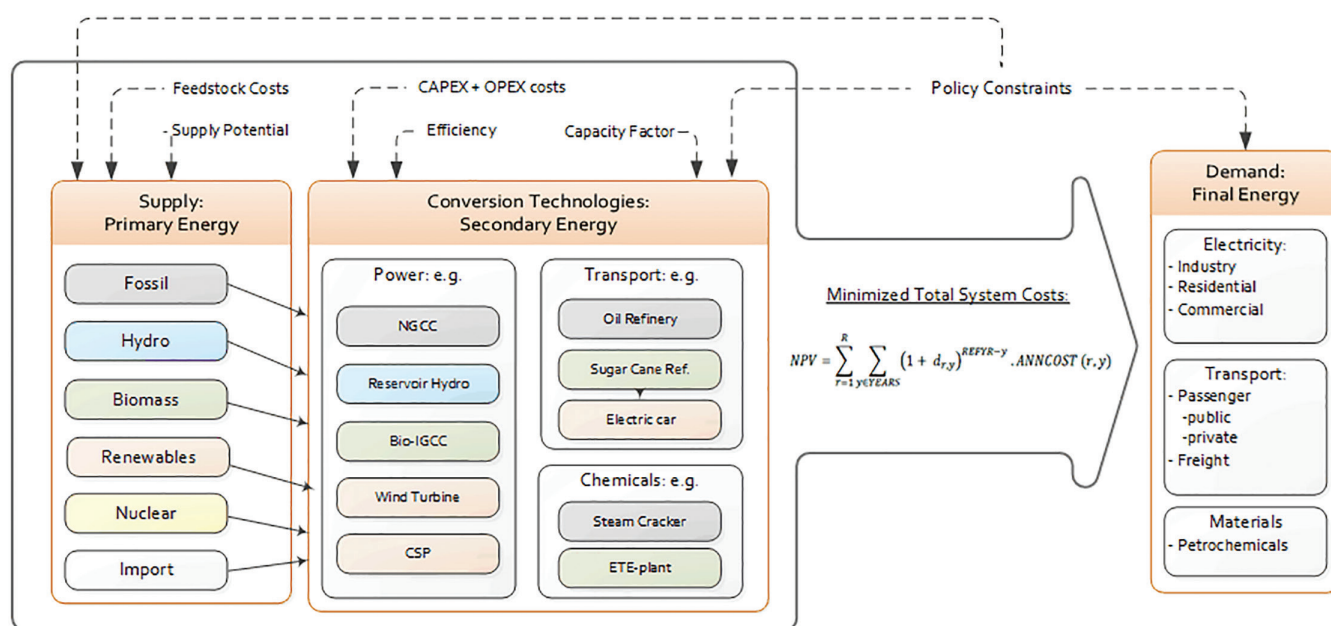 Feedstock Costs
- Supply Potential
CAPEX + OPEX costs
Efficiency
Capacity Factor
Policy Constraints
Supply:
Primary Energy
Fossil
Hydro
Biomass
Renewables
Nuclear
Import
Conversion Technologies:
Secondary Energy
Power: e.g.
NGCC
Reservoir Hydro
Bio-IGCC
Wind Turbine
CSP
Transport: e.g.
Oil Refinery
Sugar Cane Ref.
Electric car
Chemicals: e.g.
Steam Cracker
ETE-plant
Minimized Total System Costs:
NPV = ∑_{r=1}^{R} ∑_{y∈YEARS} (1 + d_{r,y})^{REFYR−y} . ANNCOST (r, y)
Demand:
Final Energy
Electricity:
- Industry
- Residential
- Commercial
Transport:
- Passenger
-public
-private
- Freight
Materials
- Petrochemicals